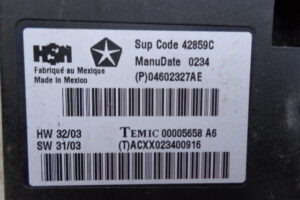 HSM
Sup Code 42859C
ManuDate 0234
(P)04602327AE
Fabriqué au Mexique
Made in Mexico
HW 32/03
TEMIC 00005658 A6
SW 31/03
(T)ACXX023400916